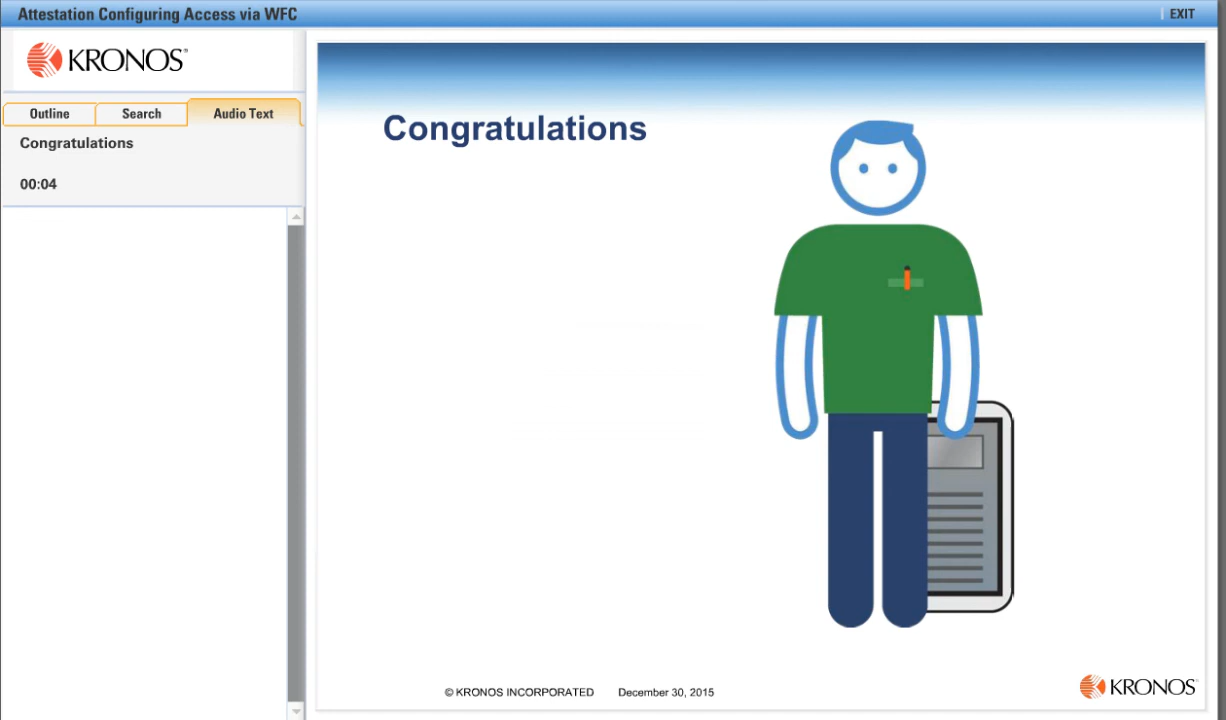 Attestation Configuring Access via WFC
EXIT
KRONOS®
Outline
Search
Audio Text
Congratulations
00:04
Congratulations
© KRONOS INCORPORATED
December 30, 2015
KRONOS